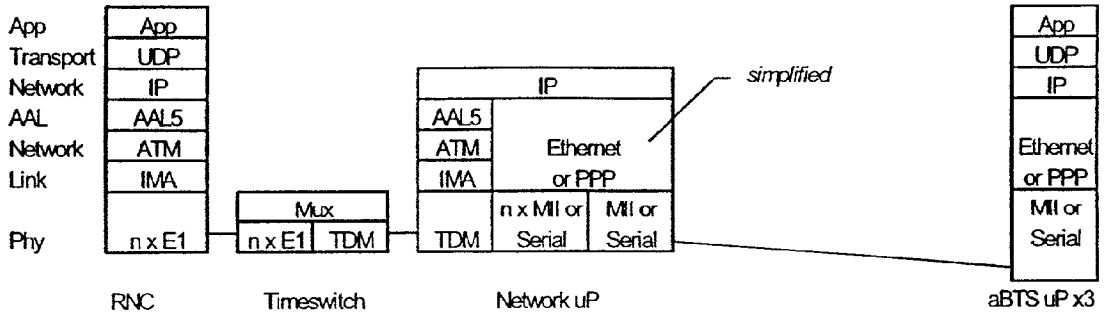 App App App
Transport UDP UDP
Network IP IP simplified IP
AAL AAL5 AAL5
Network ATM ATM Ethernet Ethernet
Link IMA IMA or PPP or PPP
Mux n x MII or MII or MII or
Phy n x E1 n x E1 TDM TDM Serial Serial Serial
RNC Timeswitch Network uP aBTS uP x3